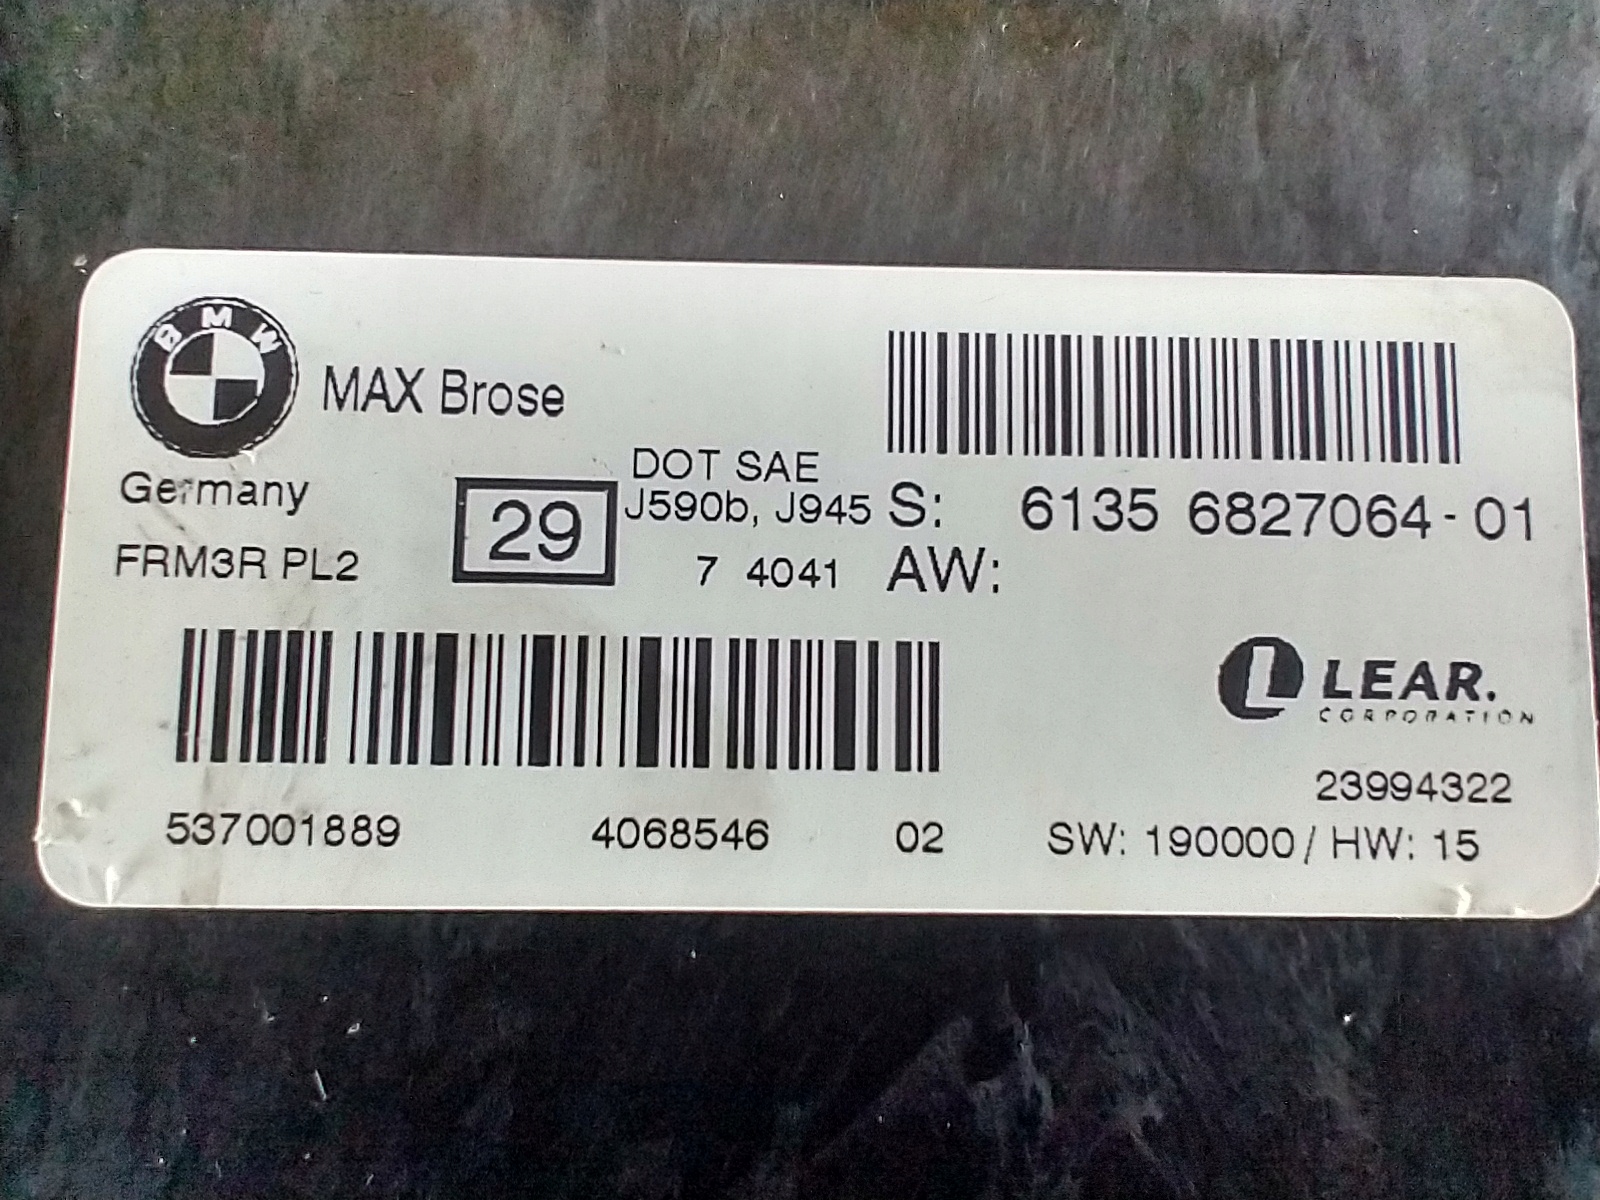 BMW
MAX Brose
Germany
FRM3R PL2
29
DOT SAE
J590b, J945
7 4041
S: 6135 6827064-01
AW:
LEAR.
CORPORATION
23994322
537001889 4068546 02
SW: 190000/ HW: 15